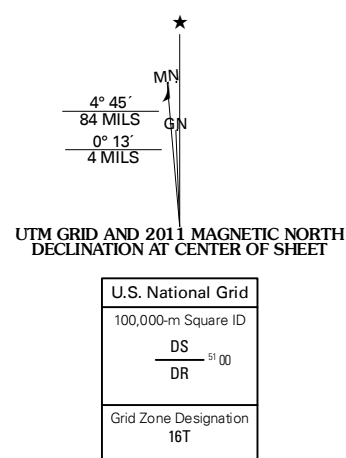 ★
MN
4° 45´
84 MILS
GN
0° 13´
4 MILS
UTM GRID AND 2011 MAGNETIC NORTH
DECLINATION AT CENTER OF SHEET
U.S. National Grid
100,000-m Square ID
DS
51 00
DR
Grid Zone Designation
16T